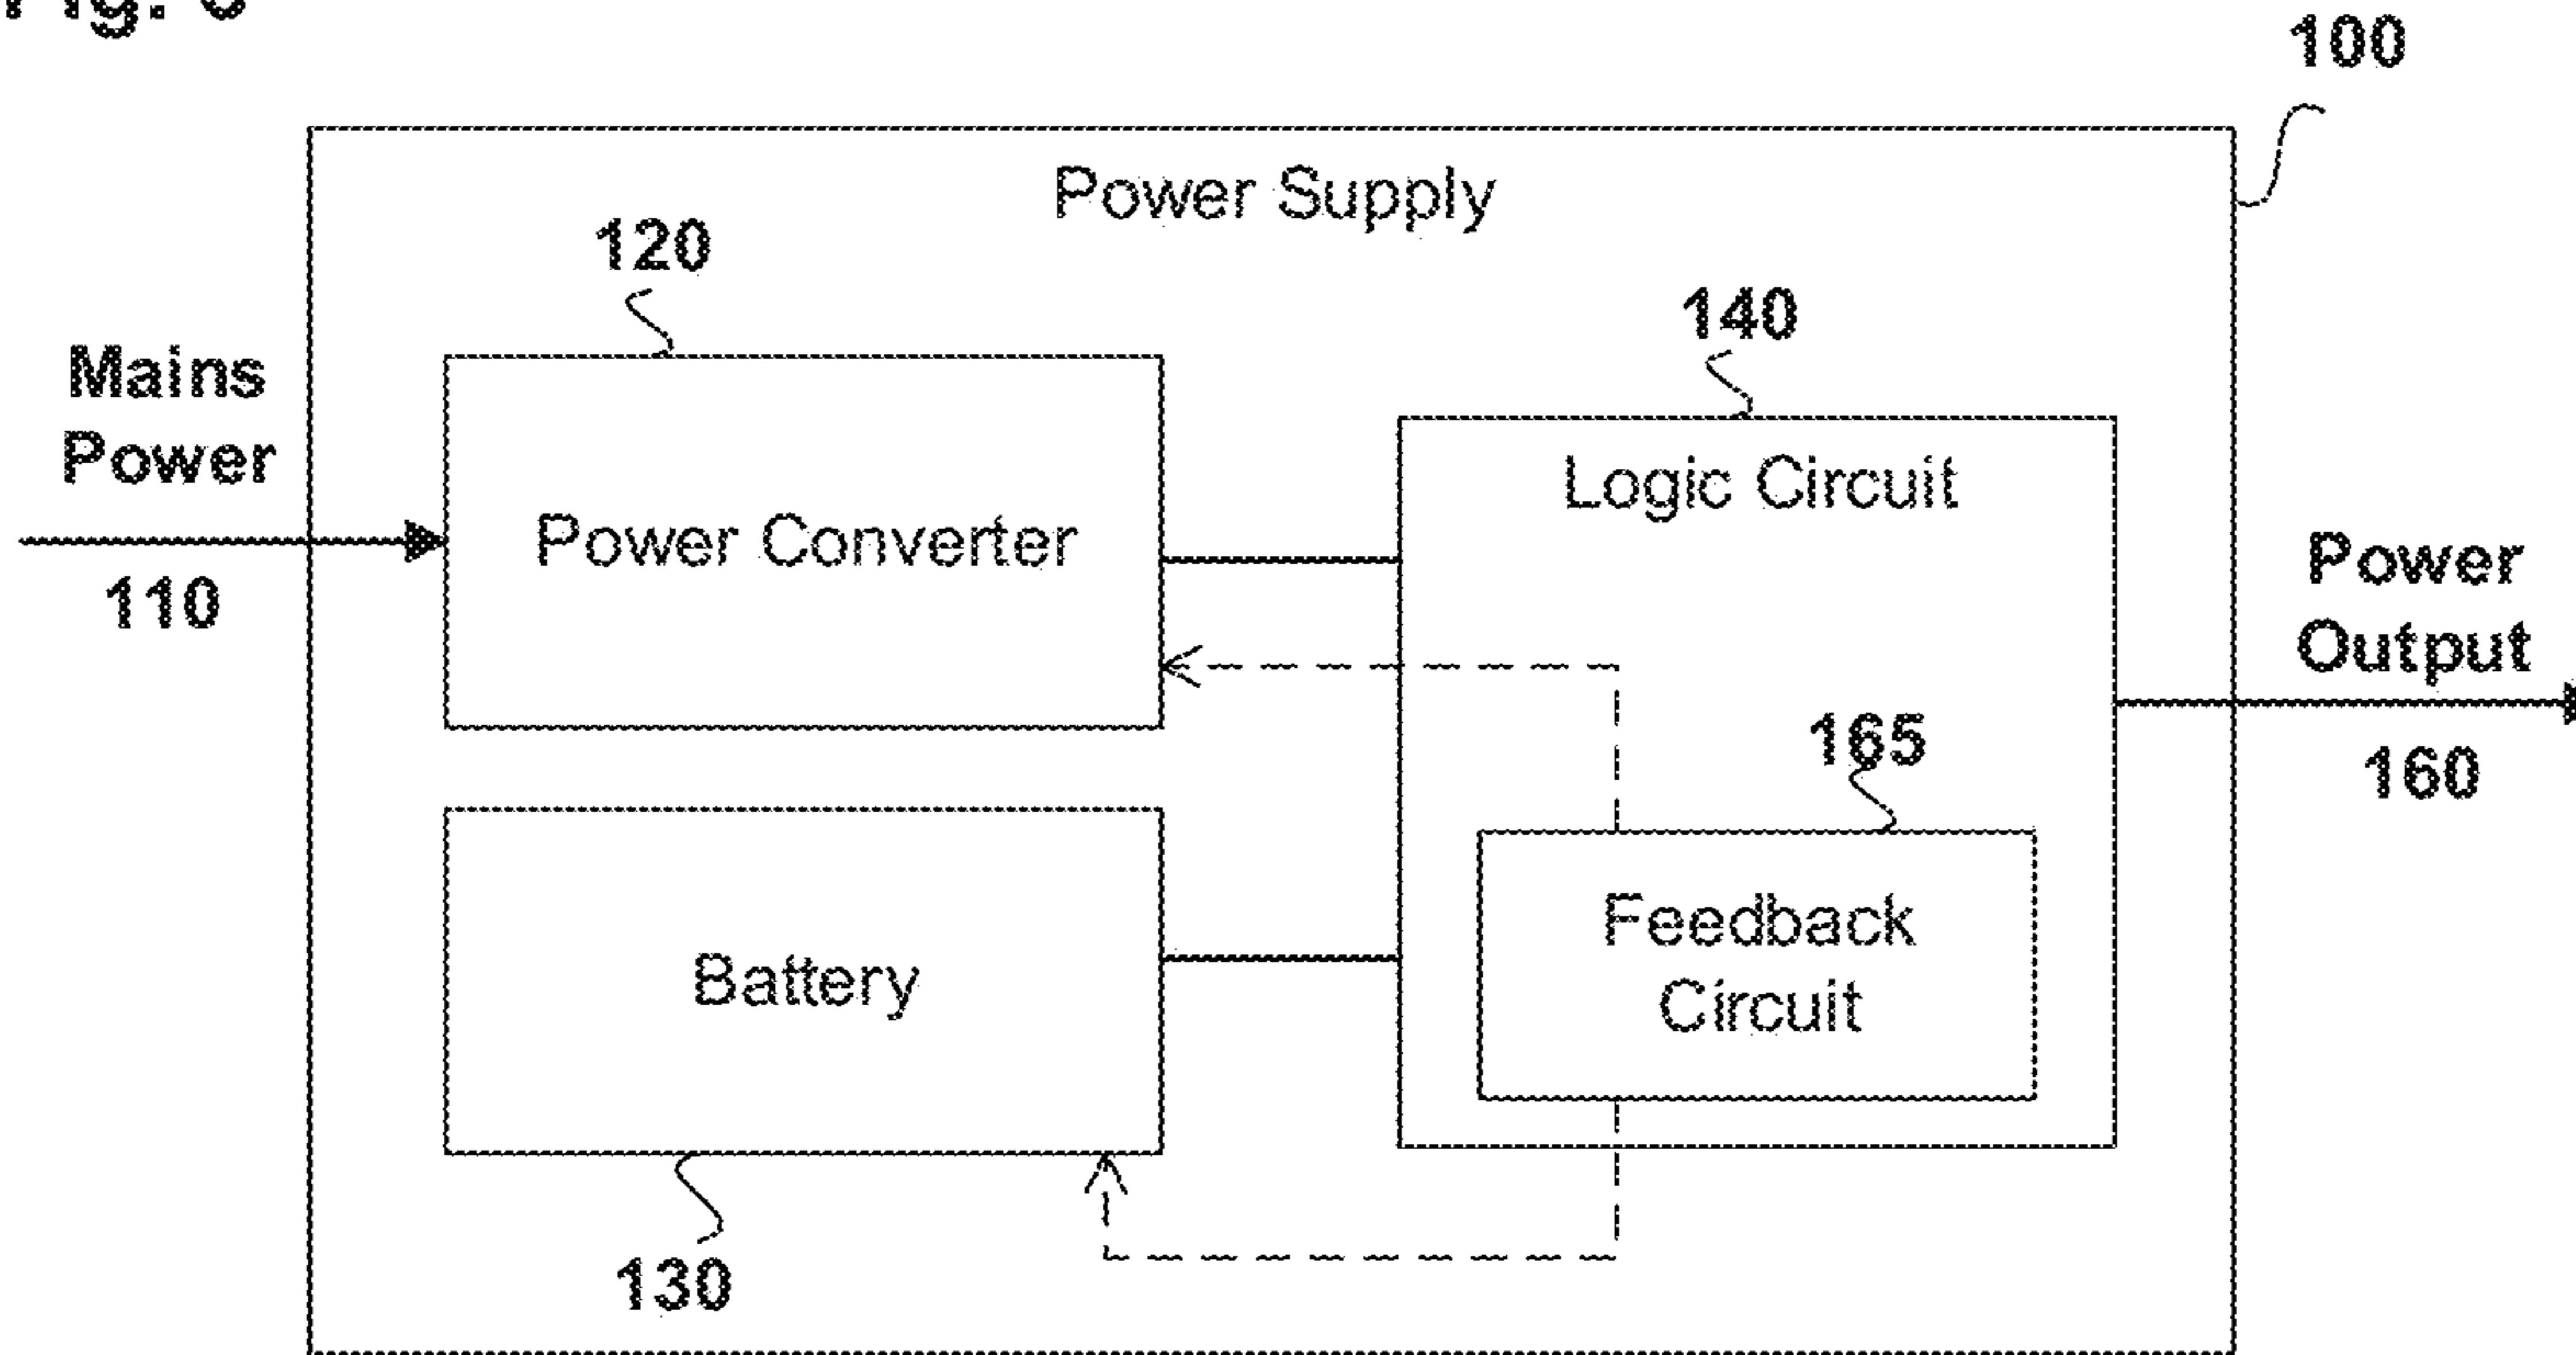 100
Power Supply
120
140
Mains
Power
110
Power Converter
Logic Circuit
Power
Output
160
165
Feedback
Circuit
Battery
130